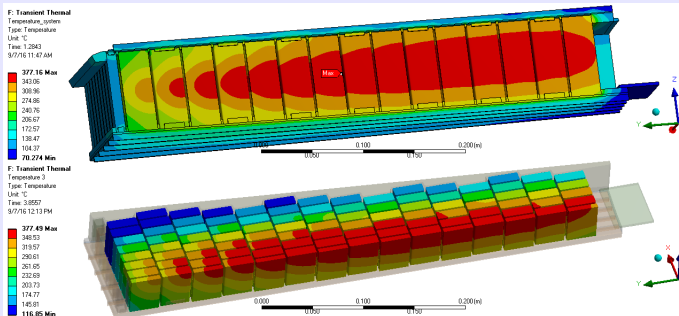 F: Transient Thermal
Temperature_system
Type: Temperature
Unit: °C
Time: 1.2843
9/7/16 11:47 AM
377.16 Max
343.06
308.96
274.86
240.76
206.67
172.57
138.47
104.37
70.274 Min
Max
Z
Y
0.000
0.050
0.100
0.150
0.200 (m)
F: Transient Thermal
Temperature 3
Type: Temperature
Unit: °C
Time: 3.8557
9/7/16 12:13 PM
377.49 Max
348.53
319.57
290.61
261.65
232.69
203.73
174.77
145.81
116.85 Min
X
Y
0.000
0.050
0.100
0.150
0.200 (m)